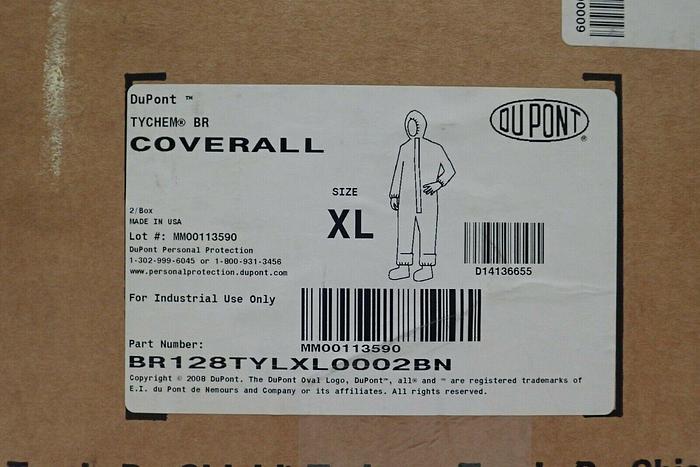 60009
DuPont ™
TYCHEM® BR
COVERALL
DU PONT
®
SIZE
XL
2/Box
MADE IN USA
Lot #: MM00113590
DuPont Personal Protection
1-302-999-6045 or 1-800-931-3456
www.personalprotection.dupont.com
D14136655
For Industrial Use Only
MM00113590
Part Number:
BR128TYLXL0002BN
Copyright © 2008 DuPont. The DuPont Oval Logo, DuPont™, all® and ™ are registered trademarks of
E.I. du Pont de Nemours and Company or its affiliates. All rights reserved.